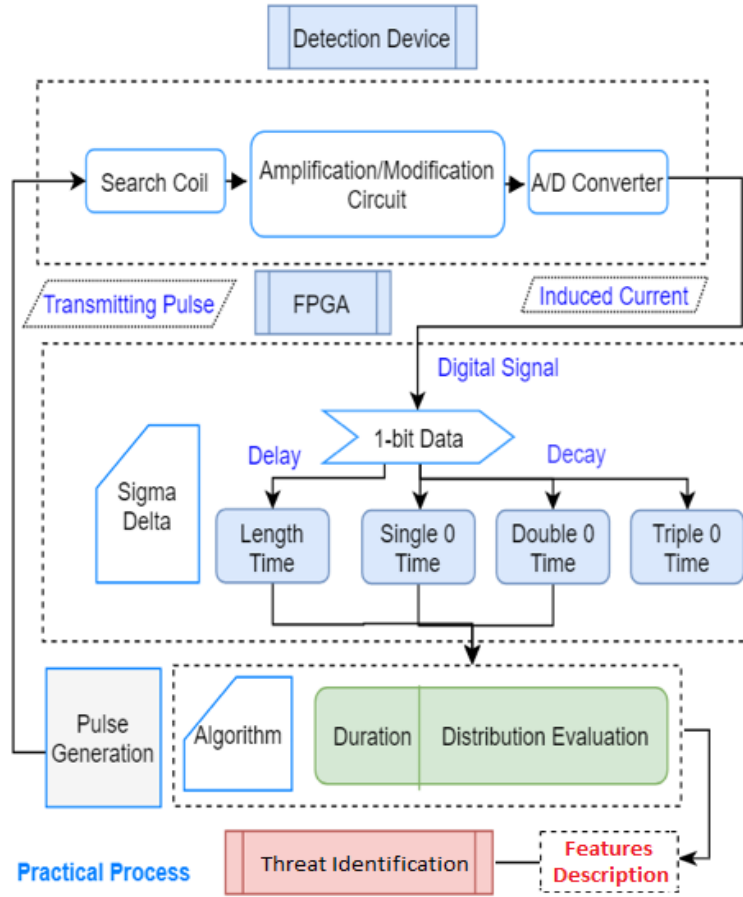 Detection Device
Search Coil
Amplification/Modification
Circuit
A/D Converter
Transmitting Pulse
FPGA
Induced Current
Digital Signal
1-bit Data
Delay
Decay
Sigma
Delta
Length
Time
Single 0
Time
Double 0
Time
Triple 0
Time
Pulse
Generation
Algorithm
Duration
Distribution Evaluation
Practical Process
Threat Identification
Features
Description